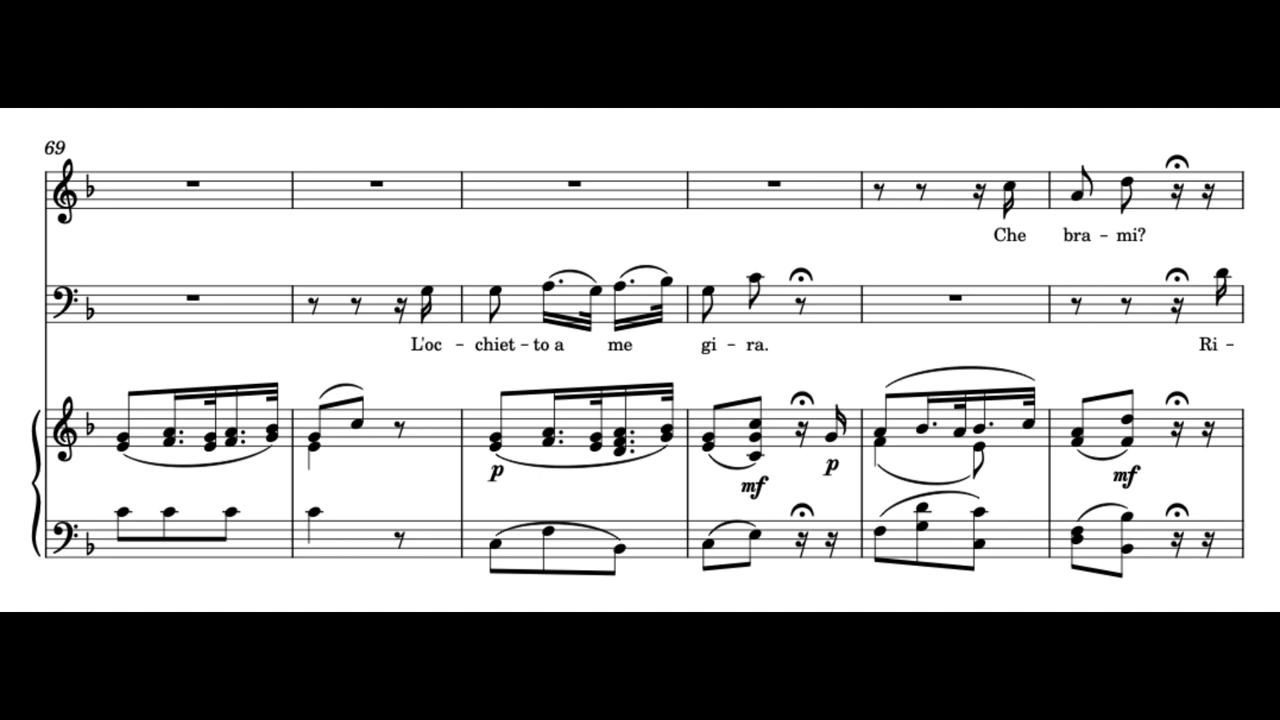 69
Che bra – mi?
L'oc – chiet – to a me gi – ra. Ri –
p mf p mf